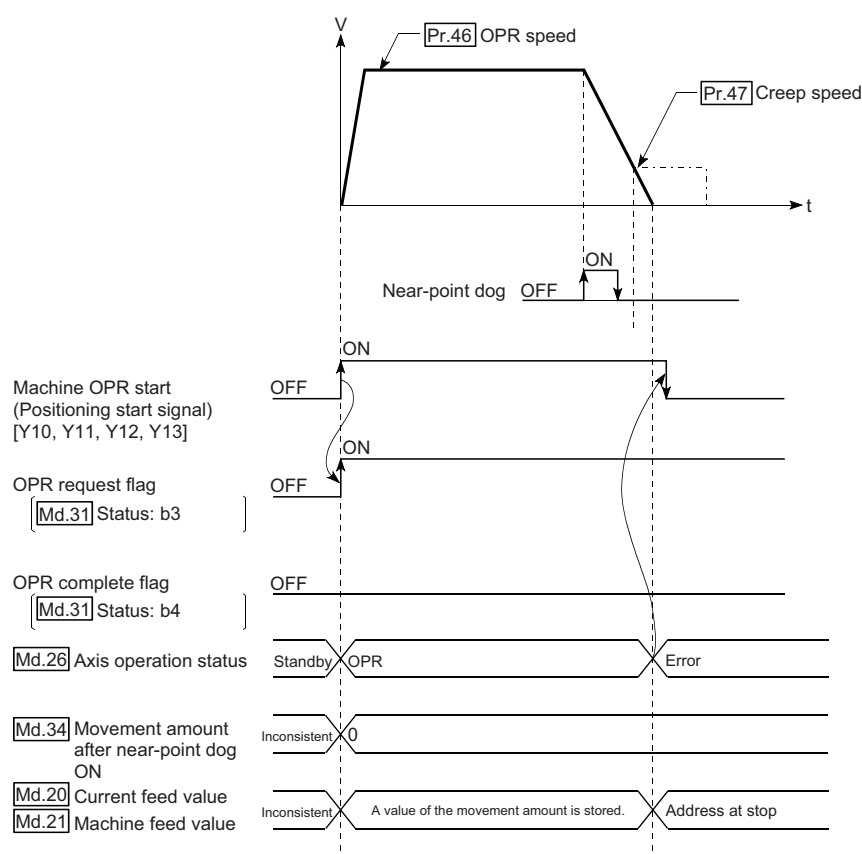 V
Pr.46 OPR speed
Pr.47 Creep speed
t
ON
Near-point dog OFF
ON
Machine OPR start
(Positioning start signal)
[Y10, Y11, Y12, Y13]
OFF
ON
OPR request flag
OFF
Md.31 Status: b3
OPR complete flag
OFF
Md.31 Status: b4
Md.26 Axis operation status
Standby
OPR
Error
Md.34 Movement amount
after near-point dog
ON
Inconsistent
0
Md.20 Current feed value
Md.21 Machine feed value
Inconsistent
A value of the movement amount is stored.
Address at stop